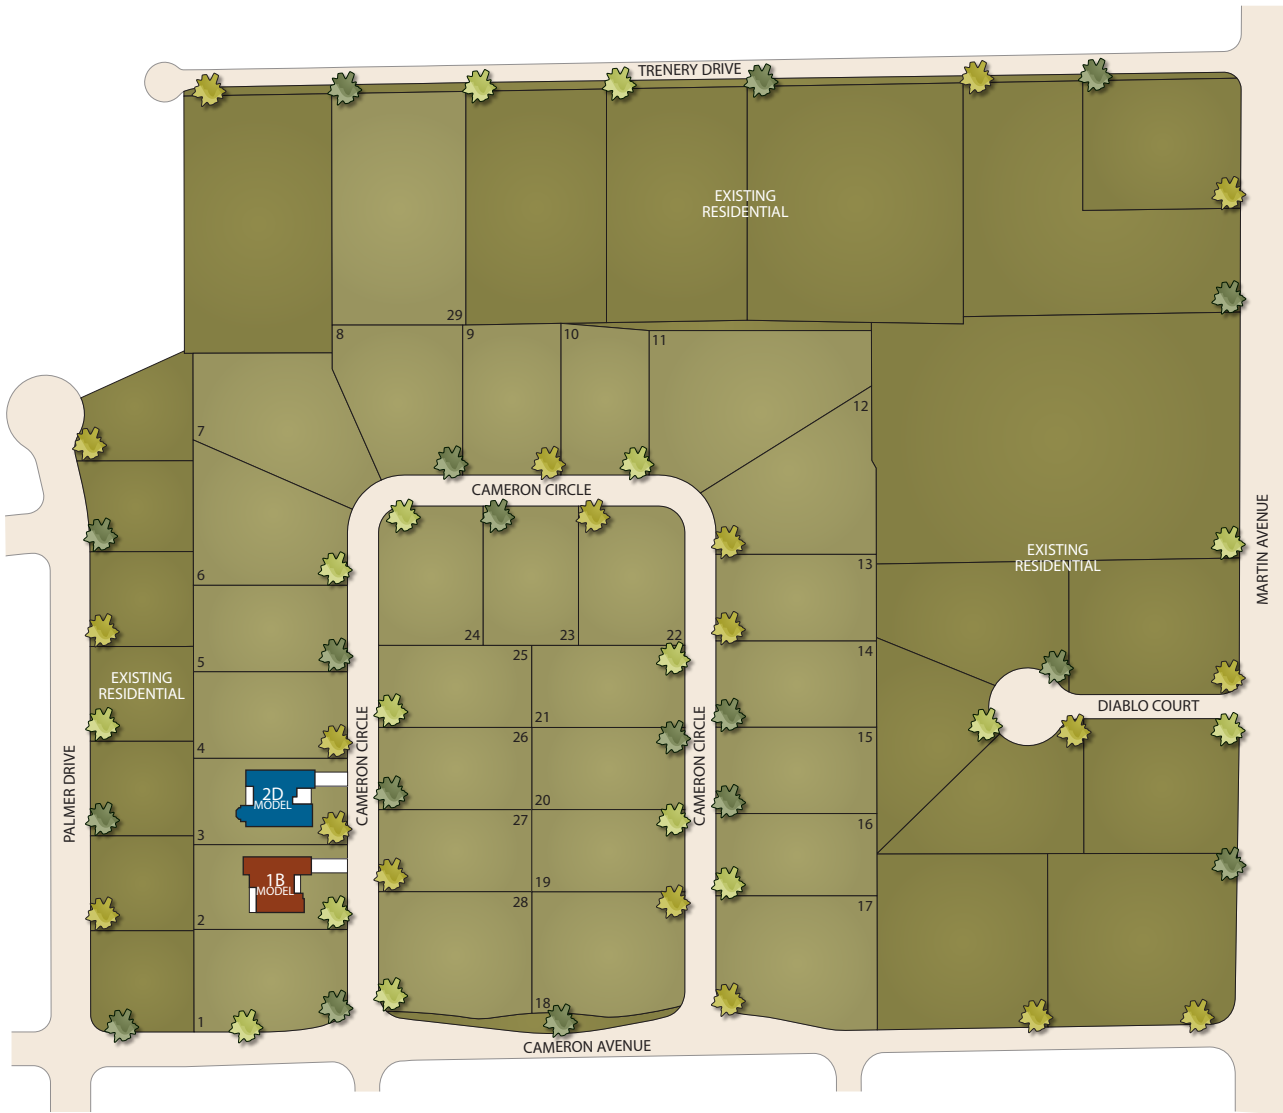 TRENERY DRIVE
EXISTING
RESIDENTIAL
29
8
9
10
11
12
7
CAMERON CIRCLE
MARTIN AVENUE
EXISTING
RESIDENTIAL
13
6
24
23
22
14
25
5
EXISTING
RESIDENTIAL
DIABLO COURT
21
26
15
4
PALMER DRIVE
CAMERON CIRCLE
CAMERON CIRCLE
2D
MODEL
20
27
16
3
1B
MODEL
19
28
17
2
18
1
CAMERON AVENUE